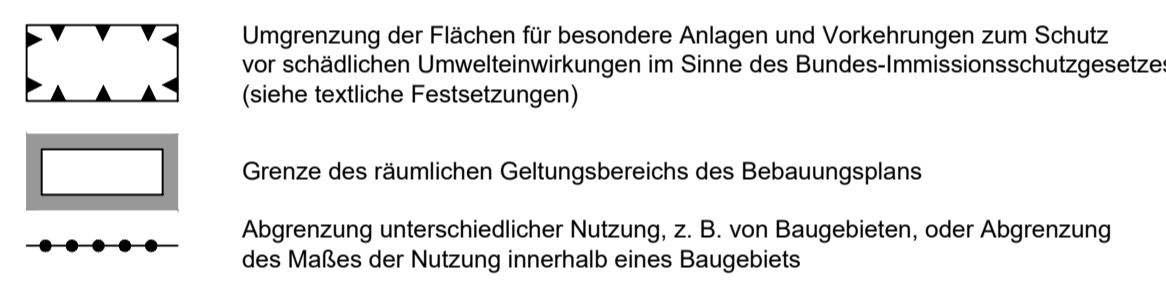 Umgrenzung der Flächen für besondere Anlagen und Vorkehrungen zum Schutz
vor schädlichen Umwelteinwirkungen im Sinne des Bundes-Immissionsschutzgesetzes
(siehe textliche Festsetzungen)
Grenze des räumlichen Geltungsbereichs des Bebauungsplans
Abgrenzung unterschiedlicher Nutzung, z. B. von Baugebieten, oder Abgrenzung
des Maßes der Nutzung innerhalb eines Baugebiets